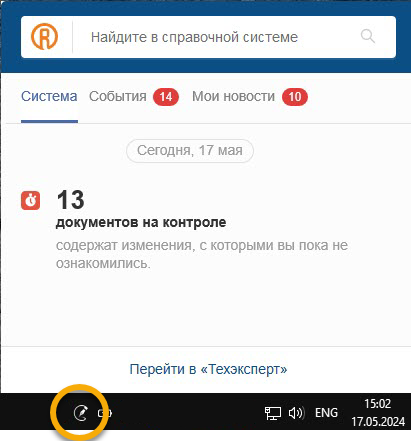 Найдите в справочной системе
Система События 14 Мои новости 10
Сегодня, 17 мая
13
документов на контроле
содержат изменения, с которыми вы пока не
ознакомились.
Перейти в «Техэксперт»
ENG 15:02
17.05.2024